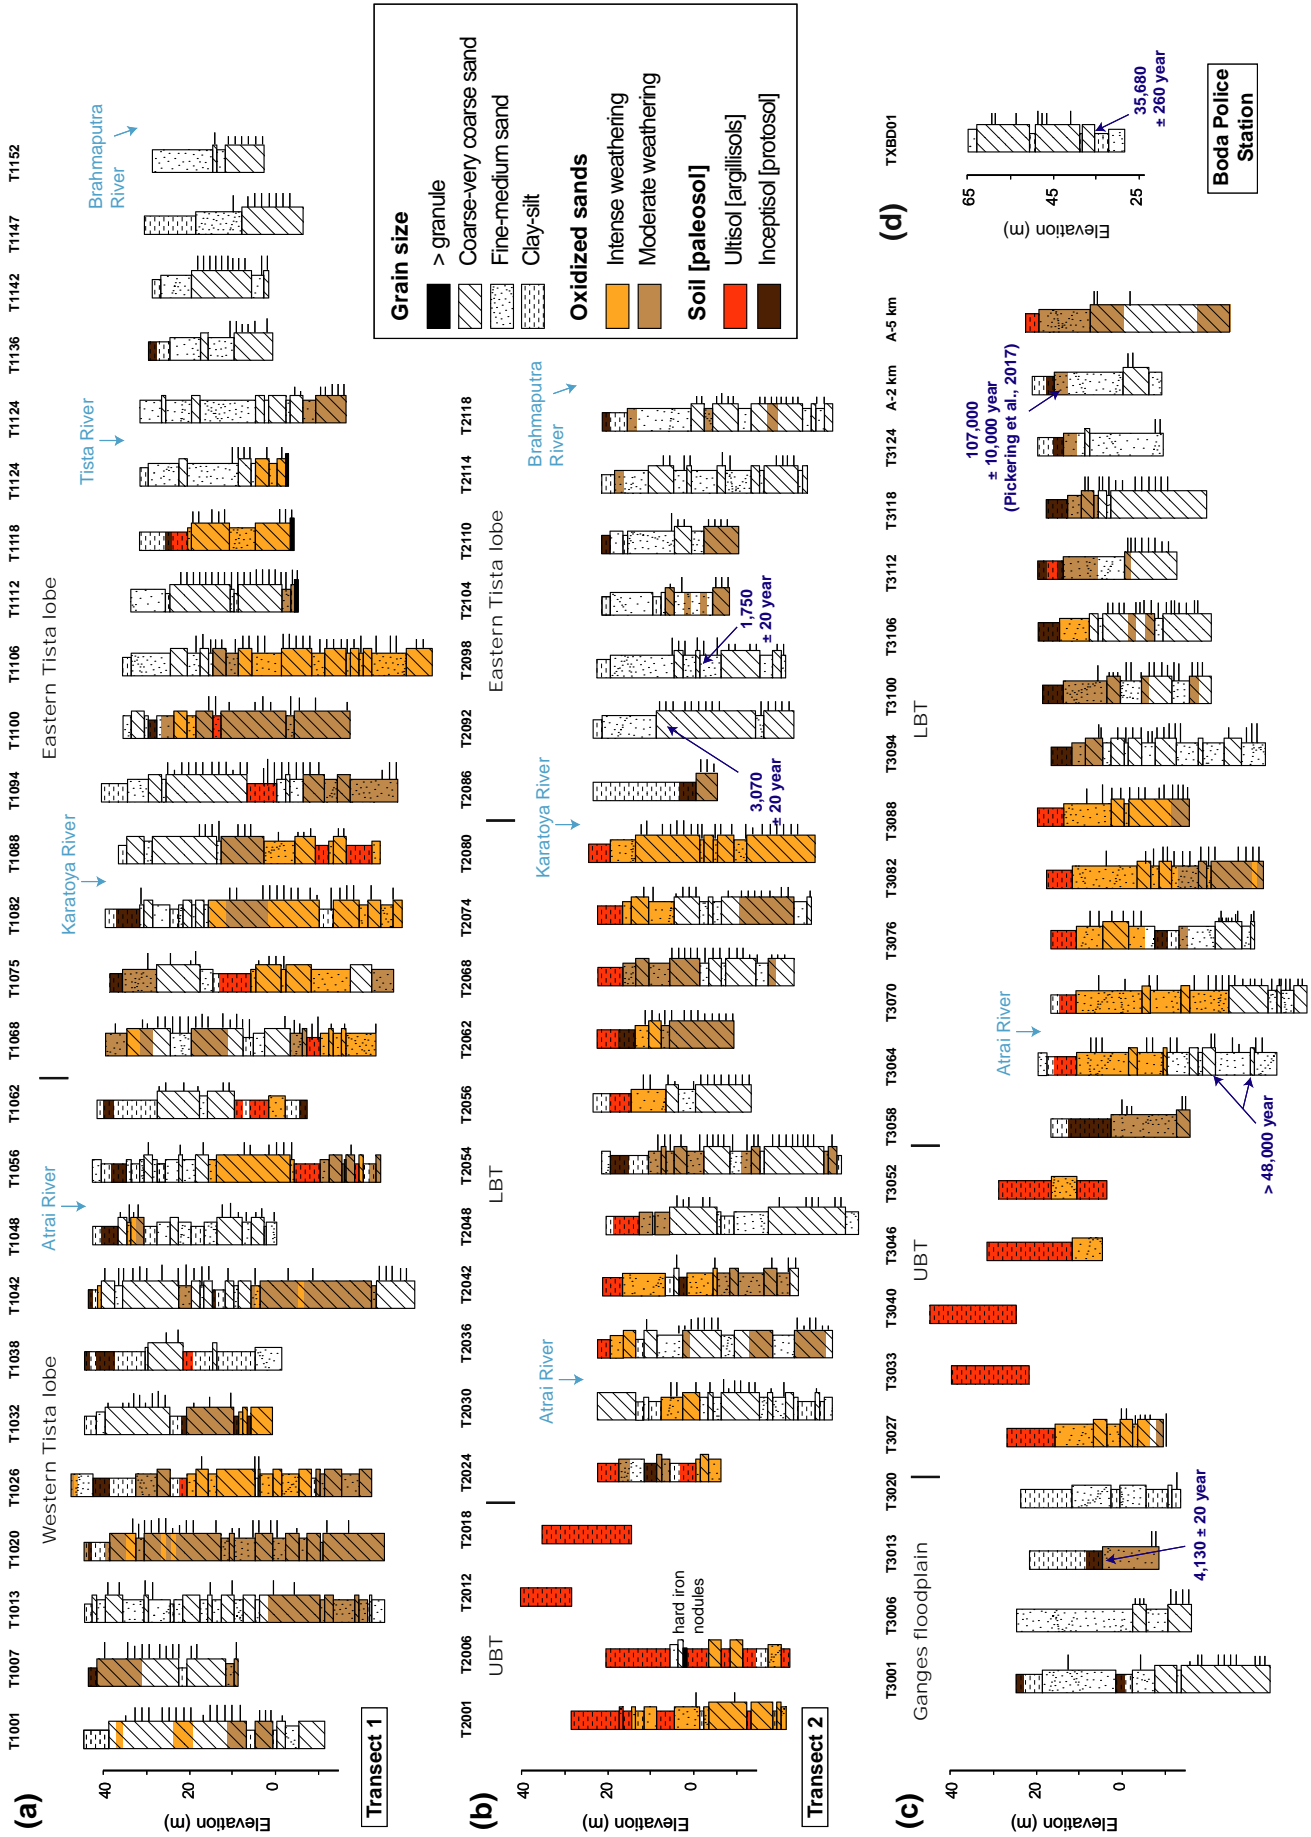 (a)
T1001
T1007
T1013
T1020
T1026
T1032
T1038
T1042
T1048
T1056
T1062
T1068
T1075
T1082
T1088
T1094
T1100
T1106
T1112
T1118
T1124
T1124
T1136
T1142
T1147
T1152
Western Tista lobe
Eastern Tista lobe
Atrai River
Karatoya River
Tista River
Brahmaputra
River
Elevation (m)
40
20
0
Transect 1
Grain size
> granule
Coarse-very coarse sand
Fine-medium sand
Clay-silt
Oxidized sands
Intense weathering
Moderate weathering
Soil [paleosol]
Ultisol [argillisols]
Inceptisol [protosol]
(b)
T2001
T2006
T2012
T2018
T2024
T2030
T2036
T2042
T2048
T2054
T2056
T2062
T2068
T2074
T2080
T2086
T2092
T2098
T2104
T2110
T2114
T2118
UBT
LBT
Eastern Tista lobe
Atrai River
Karatoya River
Brahmaputra
River
hard iron
nodules
3,070
± 20 year
1,750
± 20 year
Elevation (m)
40
20
0
Transect 2
(c)
T3001
T3006
T3013
T3020
T3027
T3033
T3040
T3046
T3052
T3058
T3064
T3070
T3076
T3082
T3088
T3094
T3100
T3106
T3112
T3118
T3124
A-2 km
A-5 km
Ganges floodplain
UBT
LBT
Atrai River
4,130 ± 20 year
> 48,000 year
107,000
± 10,000 year
(Pickering et al., 2017)
Elevation (m)
40
20
0
(d)
TXBD01
Elevation (m)
65
45
25
35,680
± 260 year
Boda Police
Station